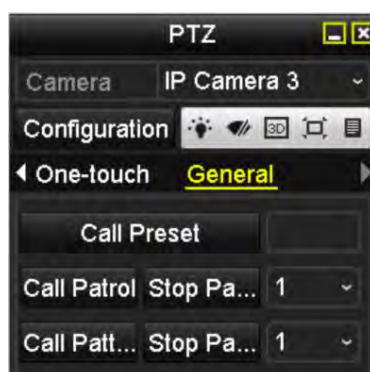 PTZ
Camera IP Camera 3
Configuration 3D
One-touch General
Call Preset
Call Patrol Stop Pa... 1
Call Patt... Stop Pa... 1